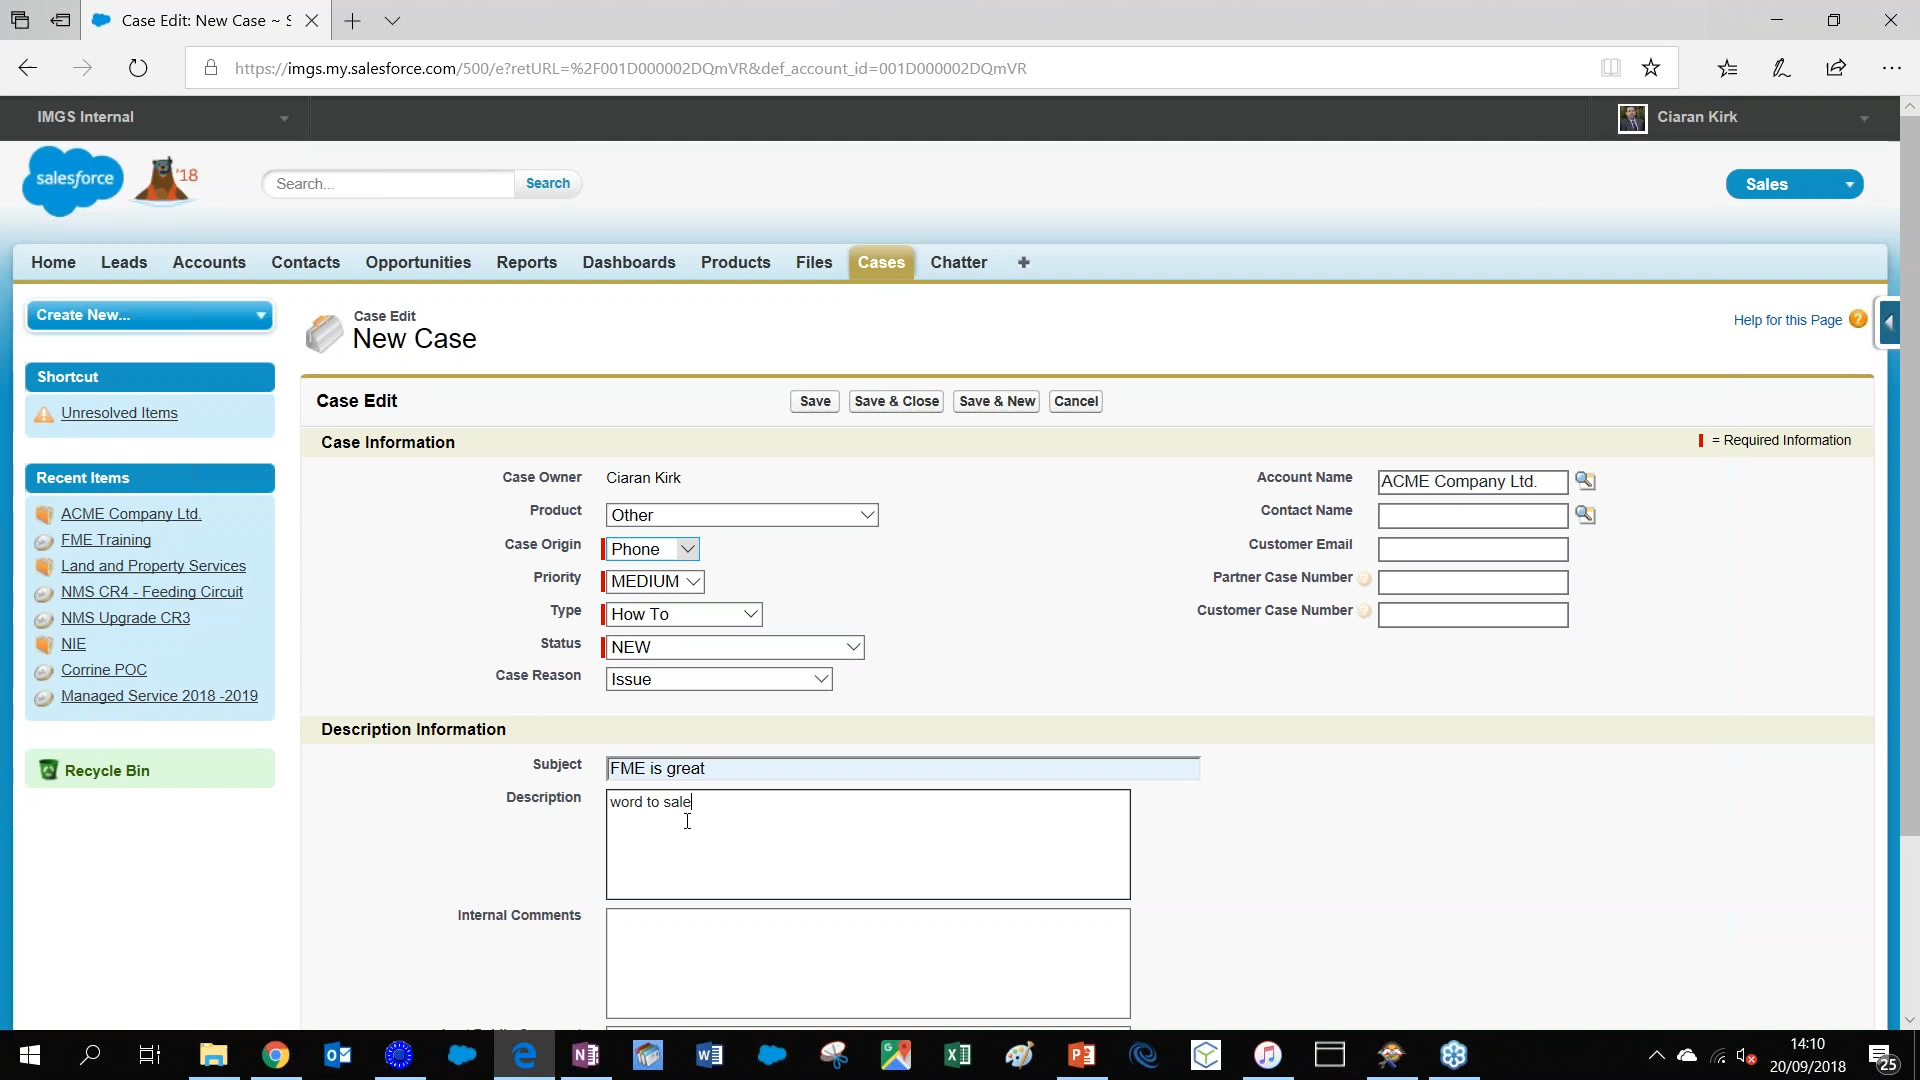 Case Edit: New Case ~ S
https://imgs.my.salesforce.com/500/e?retURL=%2F001D000002DQmVR&def_account_id=001D000002DQmVR
IMGS Internal
Ciaran Kirk
salesforce
'18
Search...
Search
Sales
Home Leads Accounts Contacts Opportunities Reports Dashboards Products Files Cases Chatter +
Create New...
Shortcut
Unresolved Items
Recent Items
ACME Company Ltd.
FME Training
Land and Property Services
NMS CR4 - Feeding Circuit
NMS Upgrade CR3
NIE
Corrine POC
Managed Service 2018 -2019
Recycle Bin
Case Edit
New Case
Help for this Page ?
Case Edit
Save Save & Close Save & New Cancel
Case Information
= Required Information
Case Owner Ciaran Kirk
Product Other
Case Origin Phone
Priority MEDIUM
Type How To
Status NEW
Case Reason Issue
Account Name ACME Company Ltd.
Contact Name
Customer Email
Partner Case Number ?
Customer Case Number ?
Description Information
Subject FME is great
Description word to sale
Internal Comments
14:10
20/09/2018
25